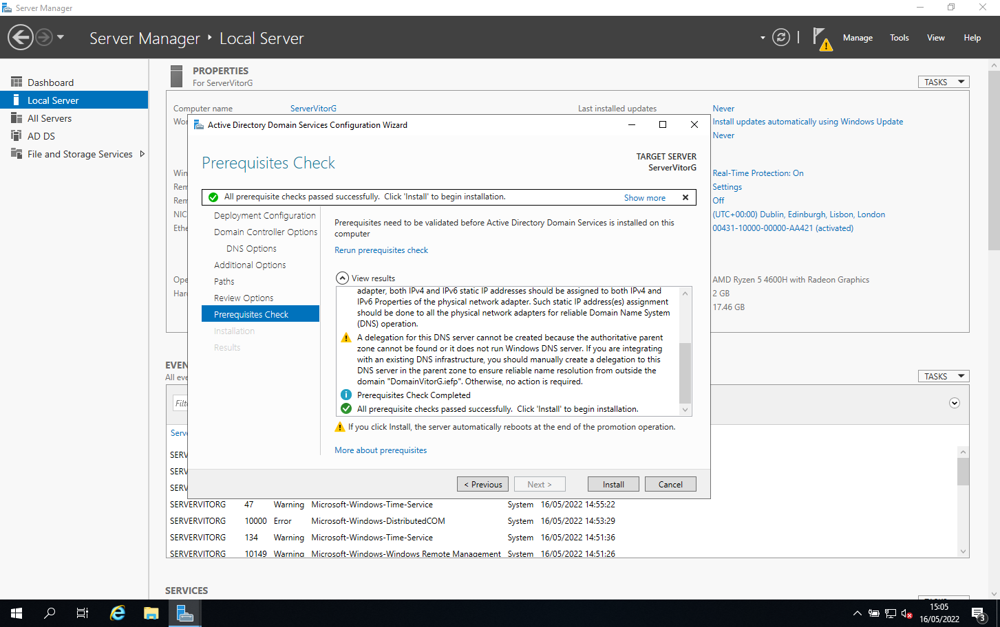 Server Manager
Server Manager ‣ Local Server
Manage Tools View Help
Dashboard
Local Server
All Servers
AD DS
File and Storage Services
PROPERTIES
For ServerVitorG
TASKS
Computer name ServerVitorG Last installed updates Never
Wor Install updates automatically using Windows Update
Never
Win Real-Time Protection: On
Rem Settings
Rem Off
NIC (UTC+00:00) Dublin, Edinburgh, Lisbon, London
Ethe 00431-10000-00000-AA421 (activated)
Ope AMD Ryzen 5 4600H with Radeon Graphics
Hard 2 GB
17.46 GB
Active Directory Domain Services Configuration Wizard
Prerequisites Check
TARGET SERVER
ServerVitorG
All prerequisite checks passed successfully.  Click 'Install' to begin installation. Show more
Deployment Configuration
Domain Controller Options
DNS Options
Additional Options
Paths
Review Options
Prerequisites Check
Installation
Results
Prerequisites need to be validated before Active Directory Domain Services is installed on this
computer
Rerun prerequisites check
View results
adapter, both IPv4 and IPv6 static IP addresses should be assigned to both IPv4 and
IPv6 Properties of the physical network adapter. Such static IP address(es) assignment
should be done to all the physical network adapters for reliable Domain Name System
(DNS) operation.
A delegation for this DNS server cannot be created because the authoritative parent
zone cannot be found or it does not run Windows DNS server. If you are integrating
with an existing DNS infrastructure, you should manually create a delegation to this
DNS server in the parent zone to ensure reliable name resolution from outside the
domain "DomainVitorG.iefp". Otherwise, no action is required.
Prerequisites Check Completed
All prerequisite checks passed successfully.  Click 'Install' to begin installation.
If you click Install, the server automatically reboots at the end of the promotion operation.
More about prerequisites
< Previous Next > Install Cancel
EVEN
All eve
TASKS
Filte
Serve
SERV
SERV
SERV
SERVERVITORG 47 Warning Microsoft-Windows-Time-Service System 16/05/2022 14:55:22
SERVERVITORG 10000 Error Microsoft-Windows-DistributedCOM System 16/05/2022 14:53:29
SERVERVITORG 134 Warning Microsoft-Windows-Time-Service System 16/05/2022 14:51:36
SERVERVITORG 10149 Warning Microsoft-Windows-Windows Remote Management System 16/05/2022 14:51:26
SERVICES
15:05
16/05/2022
3